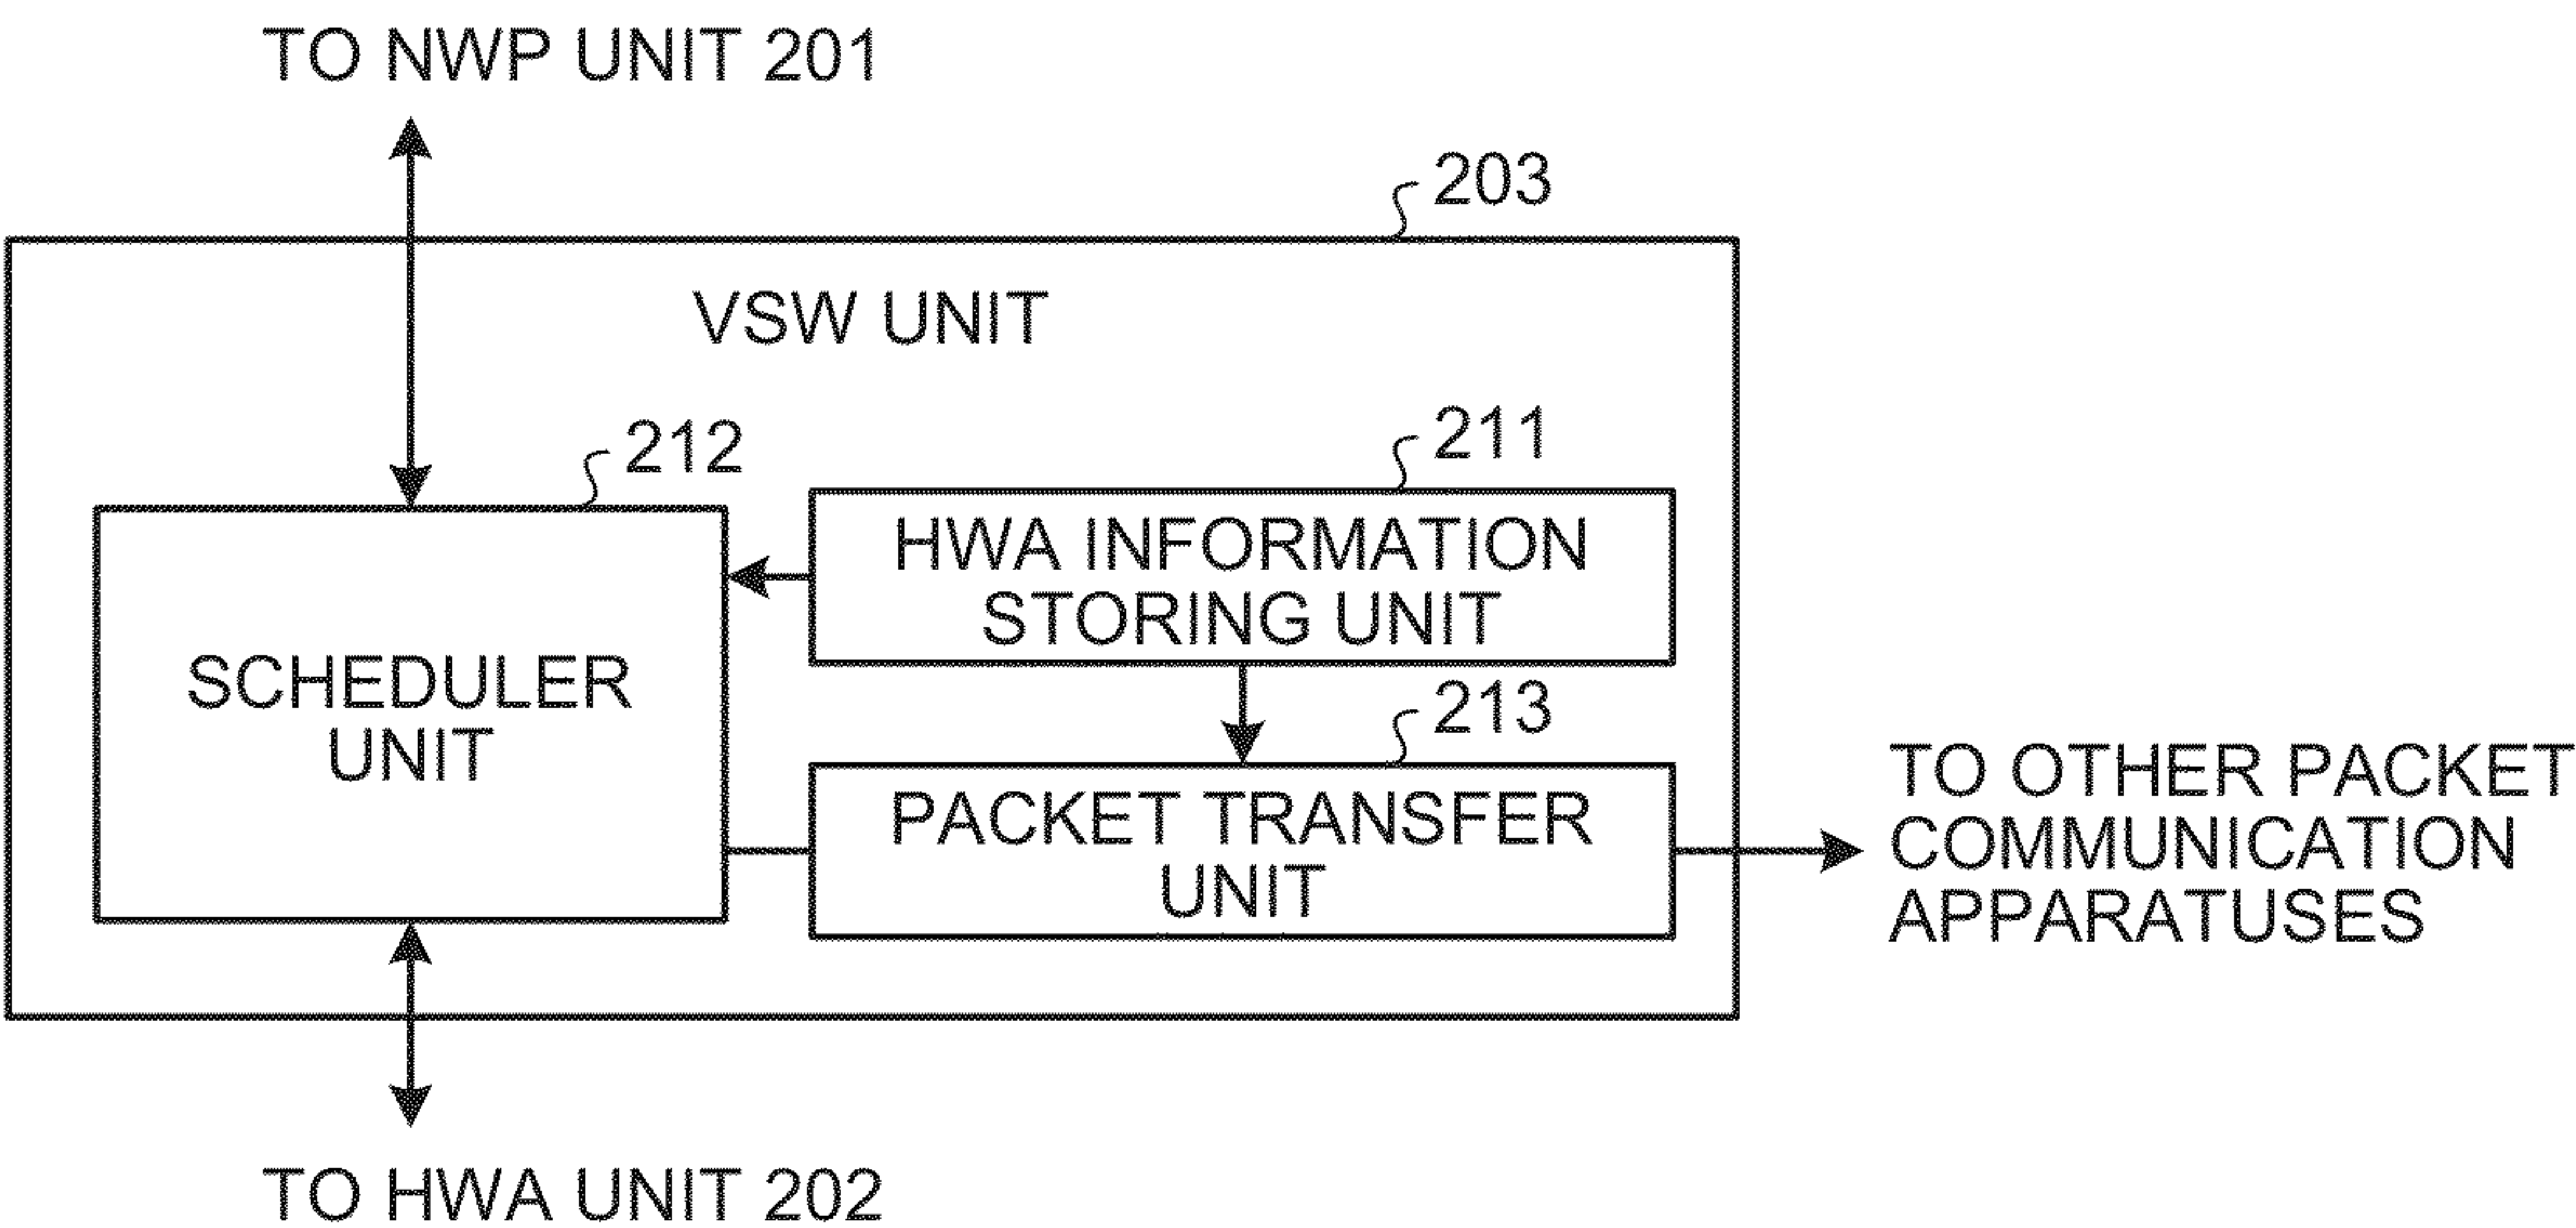 TO NWP UNIT 201
203
VSW UNIT
212
211
HWA INFORMATION
STORING UNIT
SCHEDULER
UNIT
213
PACKET TRANSFER
UNIT
TO OTHER PACKET
COMMUNICATION
APPARATUSES
TO HWA UNIT 202